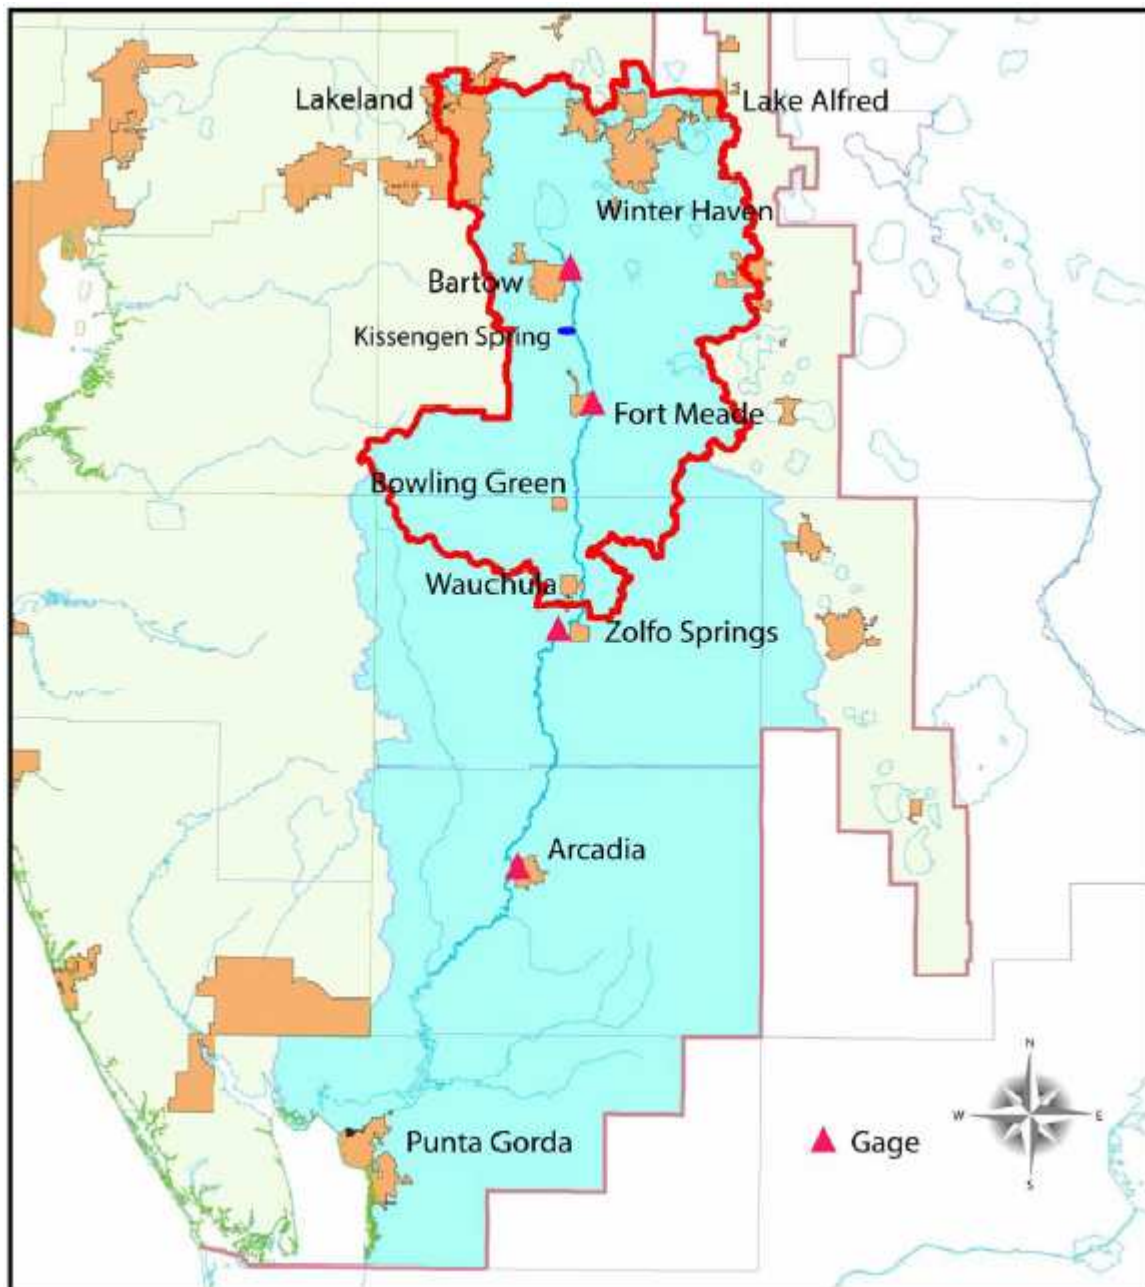 Lakeland
Lake Alfred
Winter Haven
Bartow
Kissengen Spring
Fort Meade
Bowling Green
Wauchula
Zolfo Springs
Arcadia
N
W
E
S
Punta Gorda
Gage